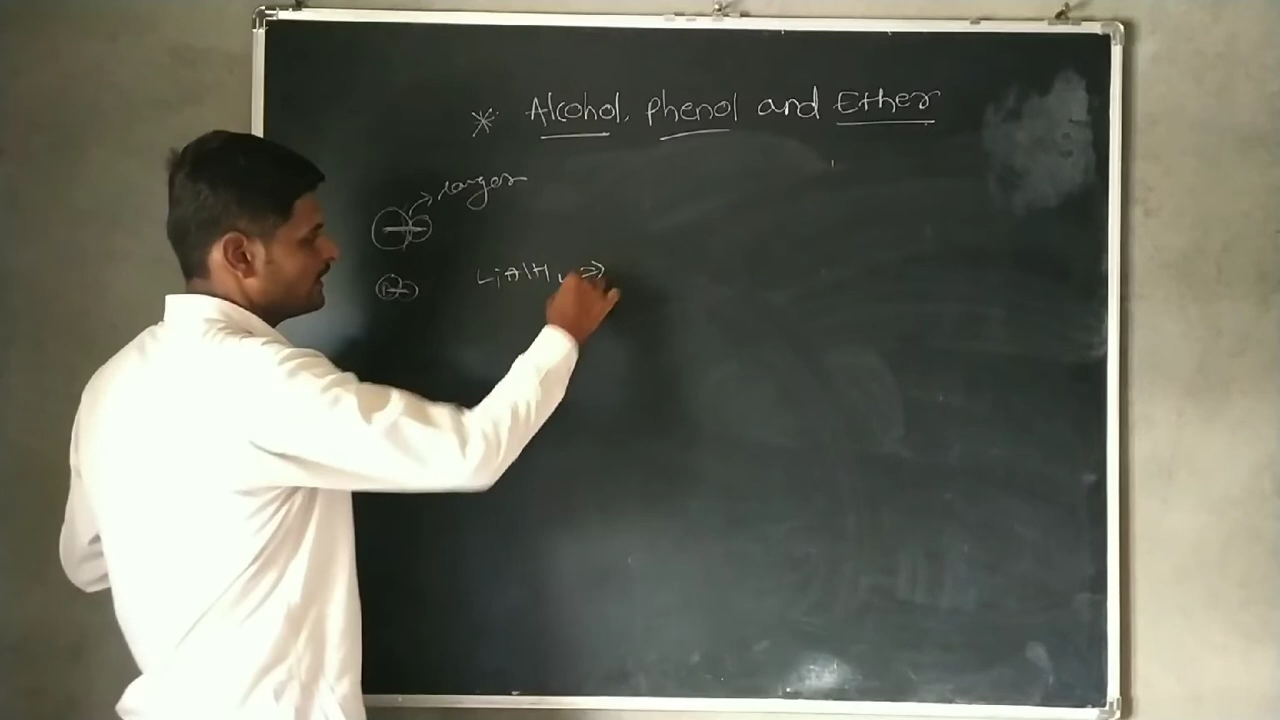 * Alcohol, phenol and Ether
larger
LiAlH₄ ⇒